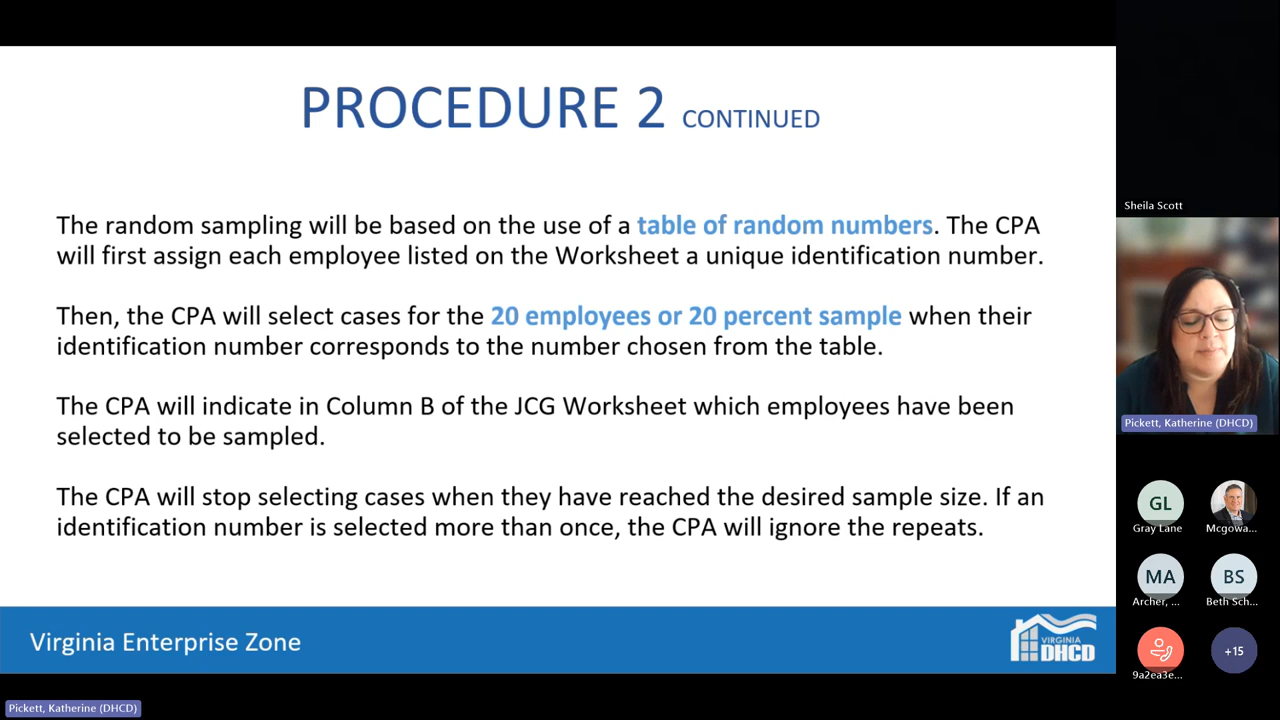 PROCEDURE 2 CONTINUED
The random sampling will be based on the use of a table of random numbers. The CPA
will first assign each employee listed on the Worksheet a unique identification number.
Then, the CPA will select cases for the 20 employees or 20 percent sample when their
identification number corresponds to the number chosen from the table.
The CPA will indicate in Column B of the JCG Worksheet which employees have been
selected to be sampled.
The CPA will stop selecting cases when they have reached the desired sample size. If an
identification number is selected more than once, the CPA will ignore the repeats.
Virginia Enterprise Zone
VIRGINIA
DHCD
Pickett, Katherine (DHCD)
Sheila Scott
Pickett, Katherine (DHCD)
GL
Gray Lane
Mcgowa...
MA
Archer, ...
BS
Beth Sch...
9a2ea3e...
+15